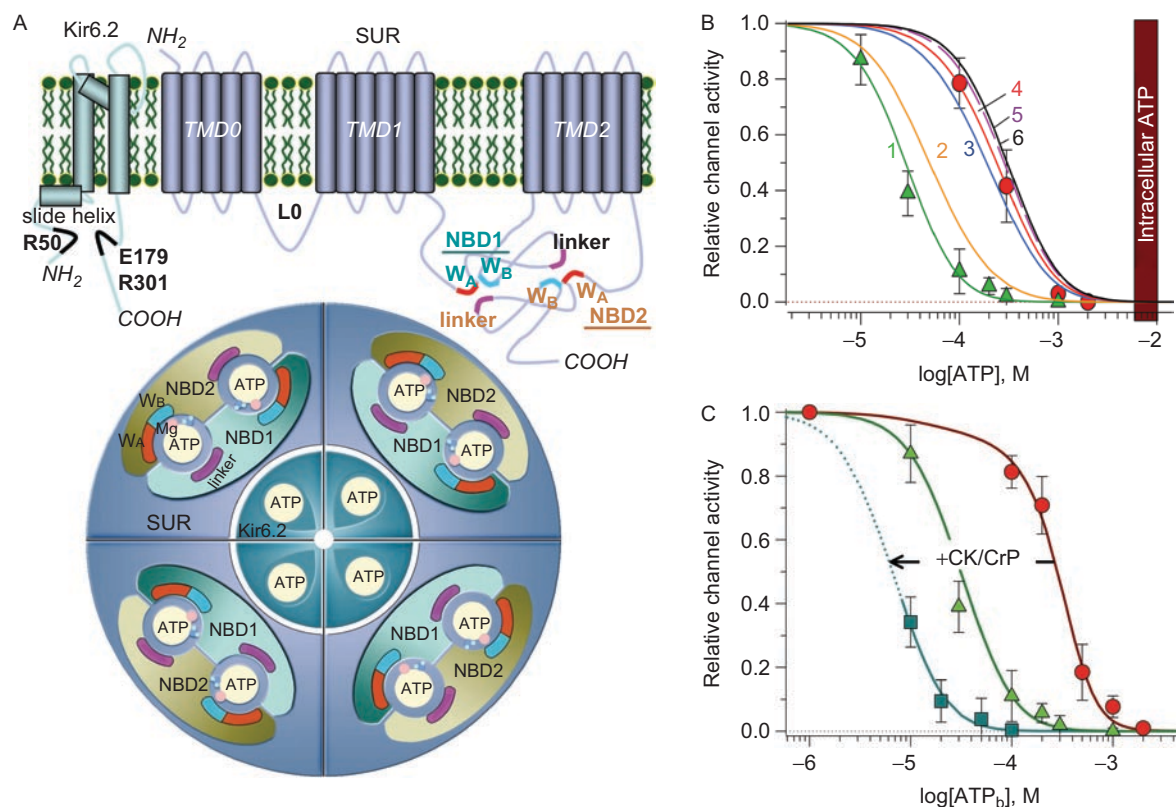 A
Kir6.2
NH2
SUR
TMD0
TMD1
TMD2
L0
slide helix
R50
NH2
E179
R301
COOH
NBD1
linker
WA
WB
WB
WA
linker
NBD2
COOH
NBD2
ATP
WB
Mg
WA
ATP
NBD1
linker
SUR
ATP
NBD2
NBD1
ATP
ATP
ATP
Kir6.2
ATP
ATP
ATP
NBD1
NBD2
ATP
ATP
NBD1
NBD2
ATP
B
Relative channel activity
1.0
0.8
0.6
0.4
0.2
0.0
1
2
3
4
5
6
Intracellular ATP
–5
–4
–3
–2
log[ATP], M
C
Relative channel activity
1.0
0.8
0.6
0.4
0.2
0.0
+CK/CrP
–6
–5
–4
–3
log[ATPb], M